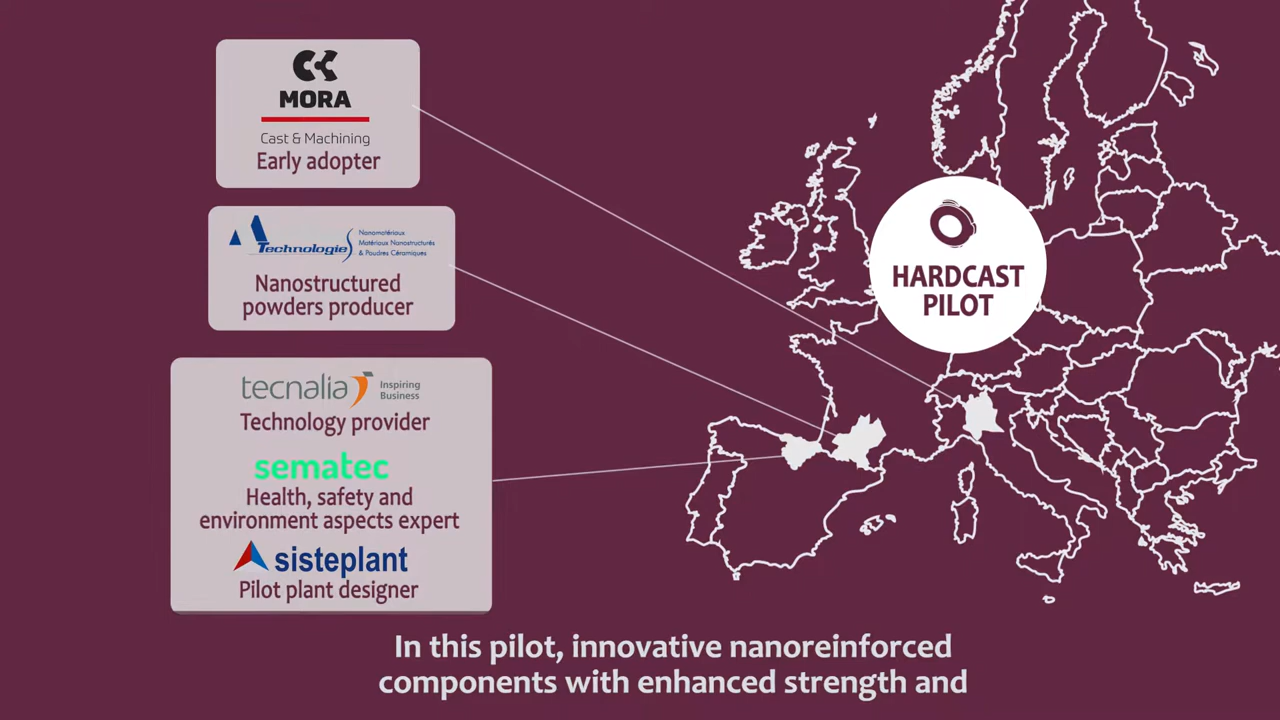 MORA
Cast & Machining
Early adopter
Technologies
Nanomatériaux
Matériaux Nanostructurés
& Poudres Céramiques
Nanostructured
powders producer
tecnalia
Inspiring
Business
Technology provider
sematec
Health, safety and
environment aspects expert
sisteplant
Pilot plant designer
HARDCAST
PILOT
In this pilot, innovative nanoreinforced
components with enhanced strength and